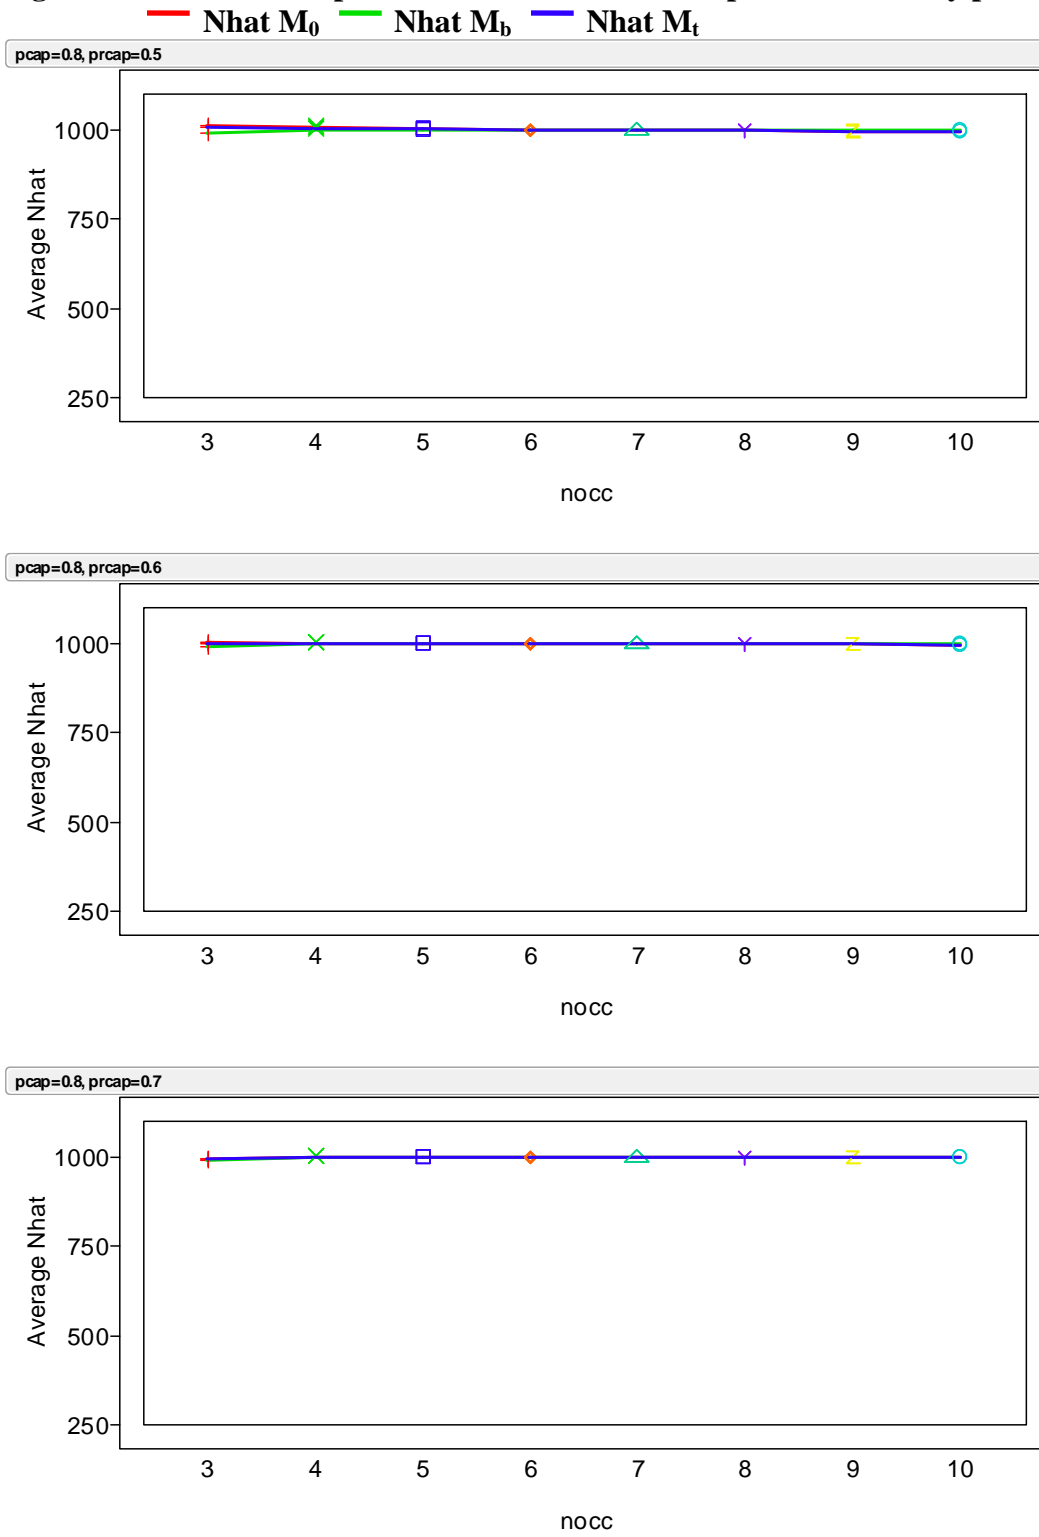 Nhat M₀ Nhat M_b Nhat M_t
pcap=0.8, prcap=0.5
Average Nhat
1000
750
500
250
3 4 5 6 7 8 9 10
nocc
pcap=0.8, prcap=0.6
Average Nhat
1000
750
500
250
3 4 5 6 7 8 9 10
nocc
pcap=0.8, prcap=0.7
Average Nhat
1000
750
500
250
3 4 5 6 7 8 9 10
nocc